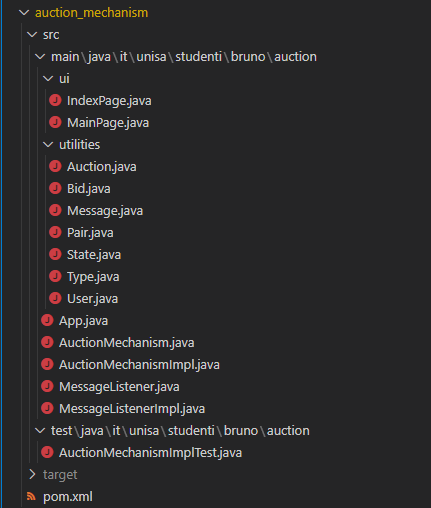 auction_mechanism
src
main\java\it\unisa\studenti\bruno\auction
ui
IndexPage.java
MainPage.java
utilities
Auction.java
Bid.java
Message.java
Pair.java
State.java
Type.java
User.java
App.java
AuctionMechanism.java
AuctionMechanismImpl.java
MessageListener.java
MessageListenerImpl.java
test\java\it\unisa\studenti\bruno\auction
AuctionMechanismImplTest.java
target
pom.xml